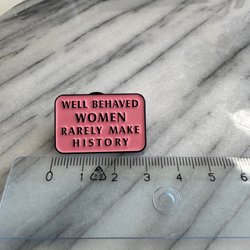 WELL BEHAVED
WOMEN
RARELY MAKE
HISTORY
0 1 2 3 4 5 6